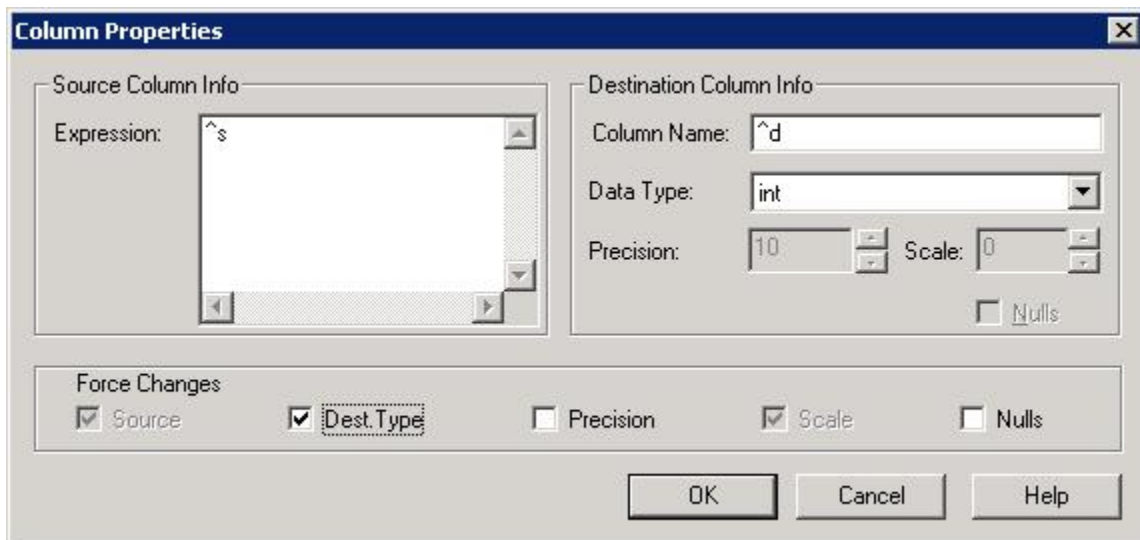 Column Properties
Source Column Info
Expression: ^s
Destination Column Info
Column Name: ^d
Data Type: int
Precision: 10 Scale: 0
Nulls
Force Changes
Source Dest.Type Precision Scale Nulls
OK Cancel Help